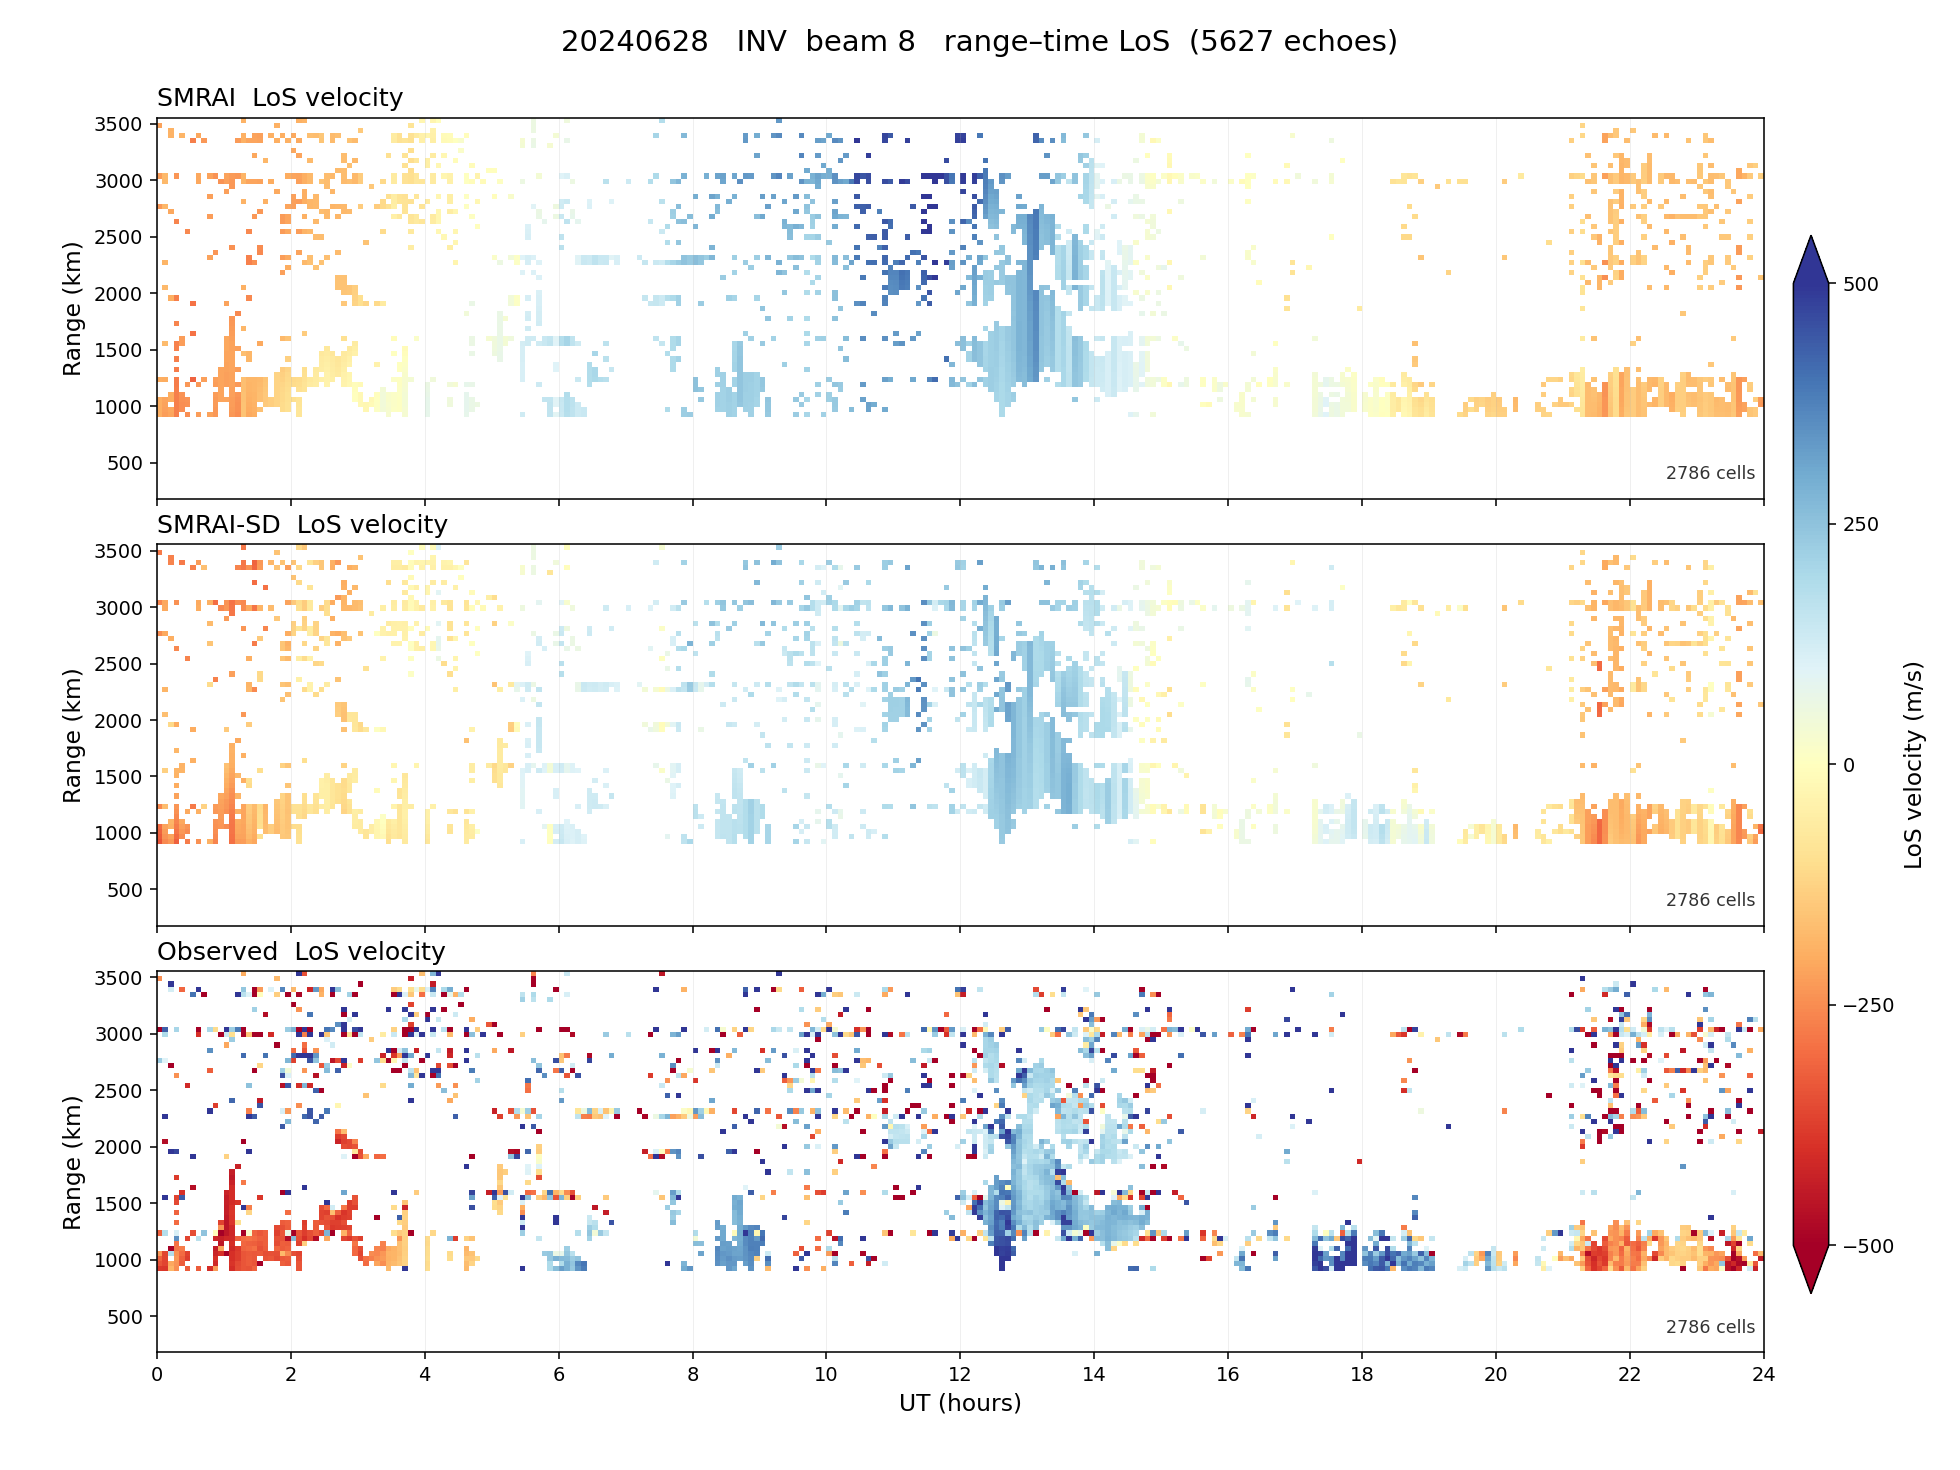 20240628   INV  beam 8   range–time LoS  (5627 echoes)
SMRAI  LoS velocity
3500
3000
2500
2000
1500
1000
500
Range (km)
2786 cells
SMRAI-SD  LoS velocity
3500
3000
2500
2000
1500
1000
500
Range (km)
2786 cells
Observed  LoS velocity
3500
3000
2500
2000
1500
1000
500
Range (km)
2786 cells
0 2 4 6 8 10 12 14 16 18 20 22 24
UT (hours)
500
250
0
−250
−500
LoS velocity (m/s)